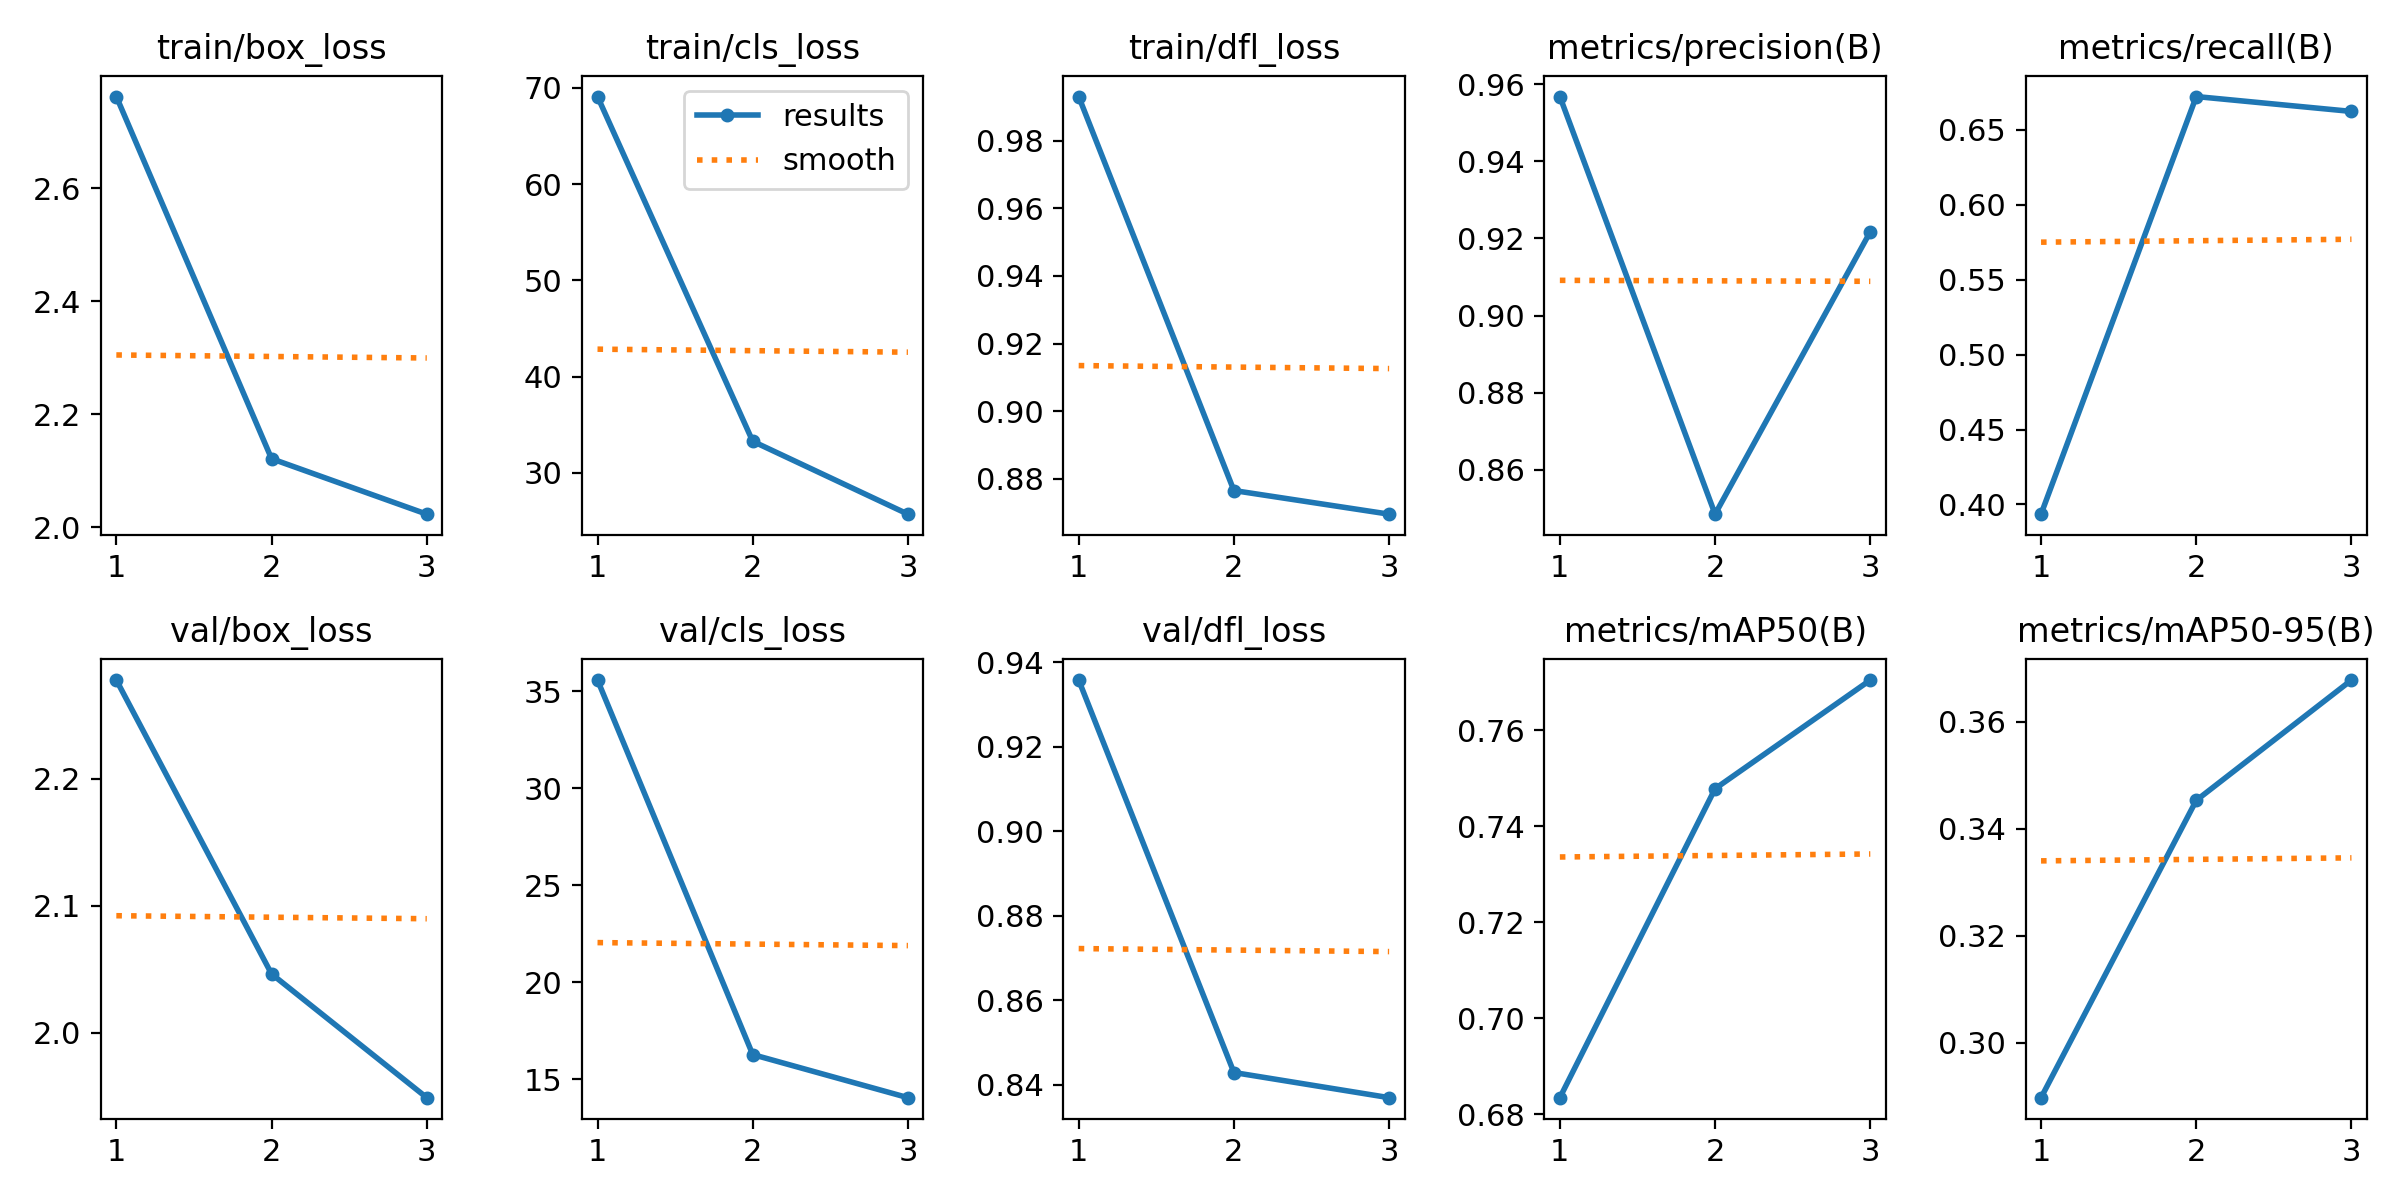 train/box_loss
2.6
2.4
2.2
2.0
1 2 3
train/cls_loss
70
60
50
40
30
results
smooth
1 2 3
train/dfl_loss
0.98
0.96
0.94
0.92
0.90
0.88
1 2 3
metrics/precision(B)
0.96
0.94
0.92
0.90
0.88
0.86
1 2 3
metrics/recall(B)
0.65
0.60
0.55
0.50
0.45
0.40
1 2 3
val/box_loss
2.2
2.1
2.0
1 2 3
val/cls_loss
35
30
25
20
15
1 2 3
val/dfl_loss
0.94
0.92
0.90
0.88
0.86
0.84
1 2 3
metrics/mAP50(B)
0.76
0.74
0.72
0.70
0.68
1 2 3
metrics/mAP50-95(B)
0.36
0.34
0.32
0.30
1 2 3